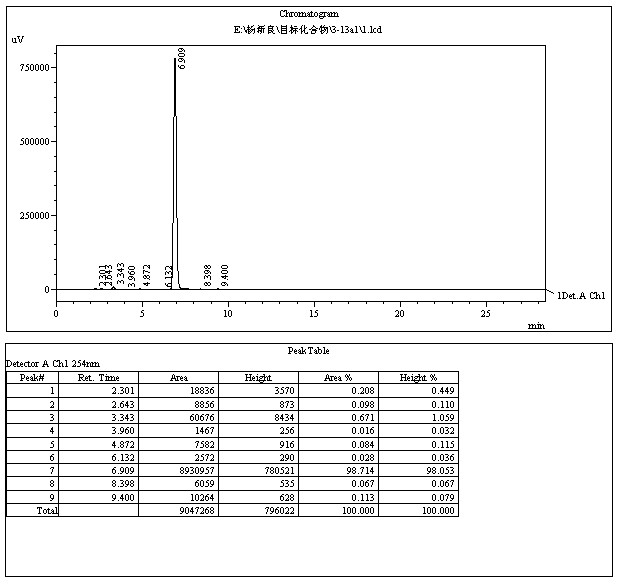 Chromatogram
E:\杨新良\目标化合物\3-13a1\1.lcd
uV
750000
500000
250000
0
2.301
2.643
3.343
3.960
4.872
6.132
6.909
8.398
9.400
1Det.A Ch1
0 5 10 15 20 25
min
PeakTable
Detector A Ch1 254nm
Peak# Ret. Time Area Height Area % Height %
1 2.301 18836 3570 0.208 0.449
2 2.643 8856 873 0.098 0.110
3 3.343 60676 8434 0.671 1.059
4 3.960 1467 256 0.016 0.032
5 4.872 7582 916 0.084 0.115
6 6.132 2572 290 0.028 0.036
7 6.909 8930957 780521 98.714 98.053
8 8.398 6059 535 0.067 0.067
9 9.400 10264 628 0.113 0.079
Total 9047268 796022 100.000 100.000